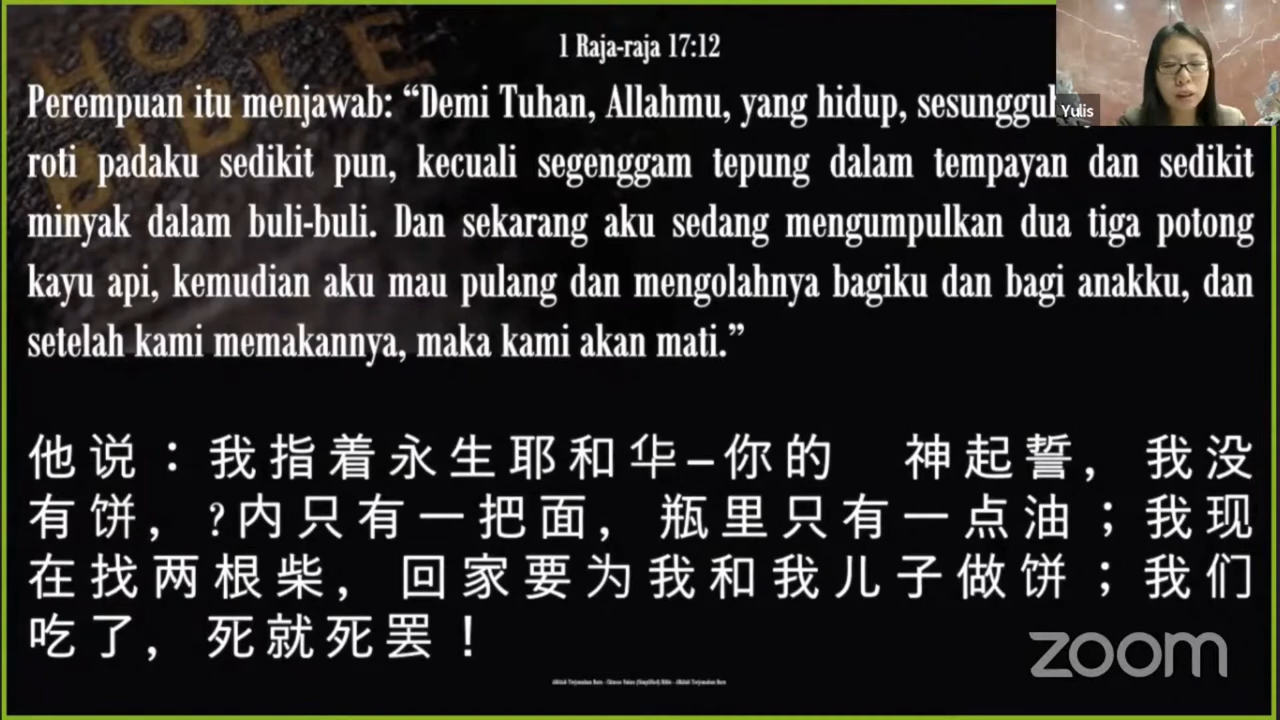 HOLY
BIBLE
1 Raja-raja 17:12
Perempuan itu menjawab: “Demi Tuhan, Allahmu, yang hidup,
roti padaku sedikit pun, kecuali segenggam tepung dalam tempayan dan sedikit
minyak dalam buli-buli. Dan sekarang aku sedang mengumpulkan dua tiga potong
kayu api, kemudian aku mau pulang dan mengolahnya bagiku dan bagi anakku, dan
setelah kami memakannya, maka kami akan mati.”
他说：我指着永生耶和华–你的 神起誓，我没
有饼，?内只有一把面，瓶里只有一点油；我现
在找两根柴，回家要为我和我儿子做饼；我们
吃了，死就死罢！
Yulis
zoom